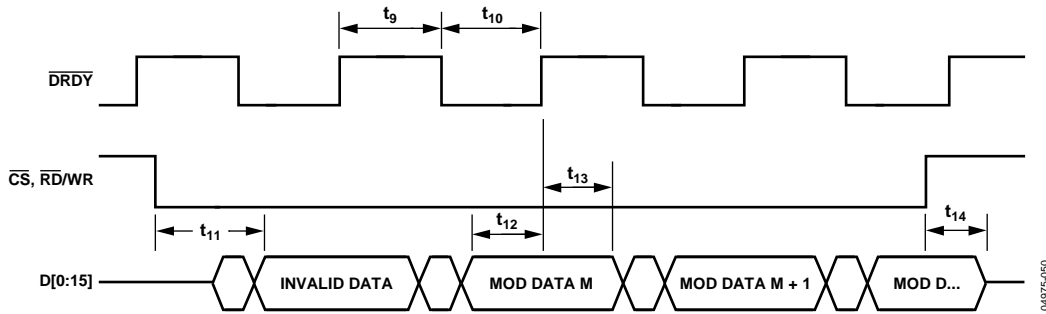 t9 t10
DRDY
CS, RD/WR
t13
t11 t12 t14
D[0:15] INVALID DATA MOD DATA M MOD DATA M + 1 MOD D...
04975-050